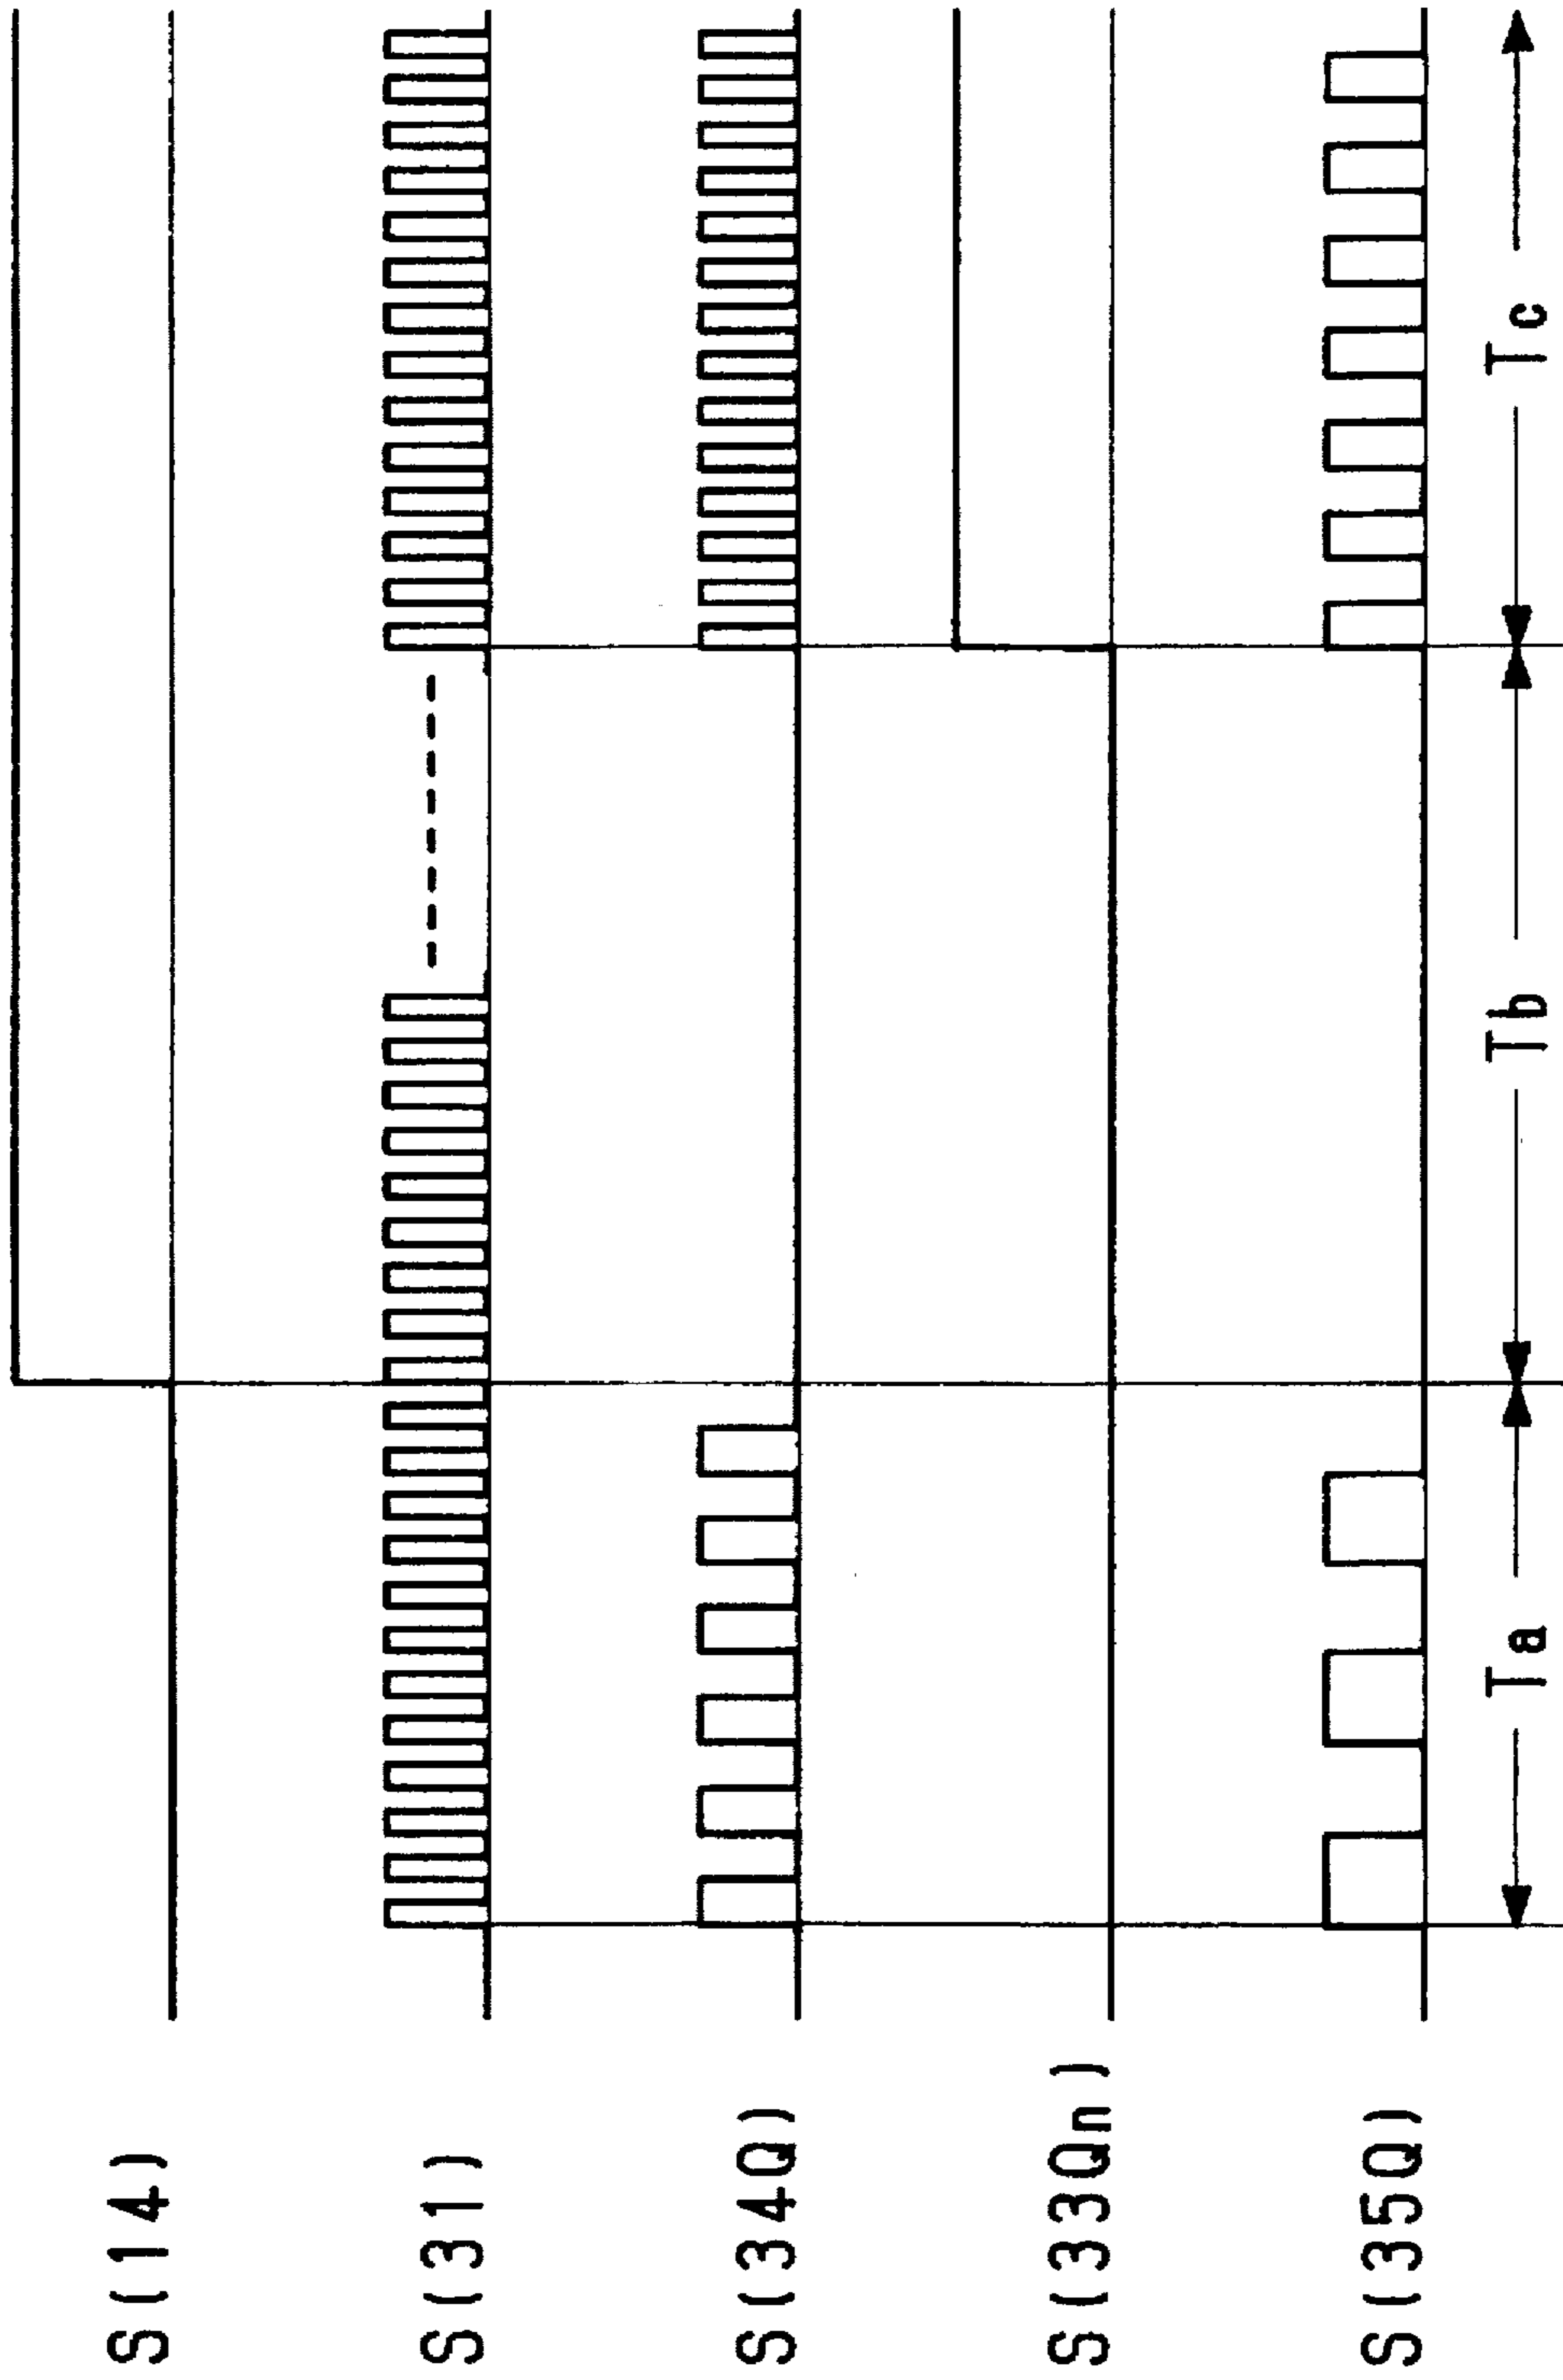 S(14)
S(31)
S(34Q)
S(33Qn)
S(35Q)
Ta
Tb
Tc